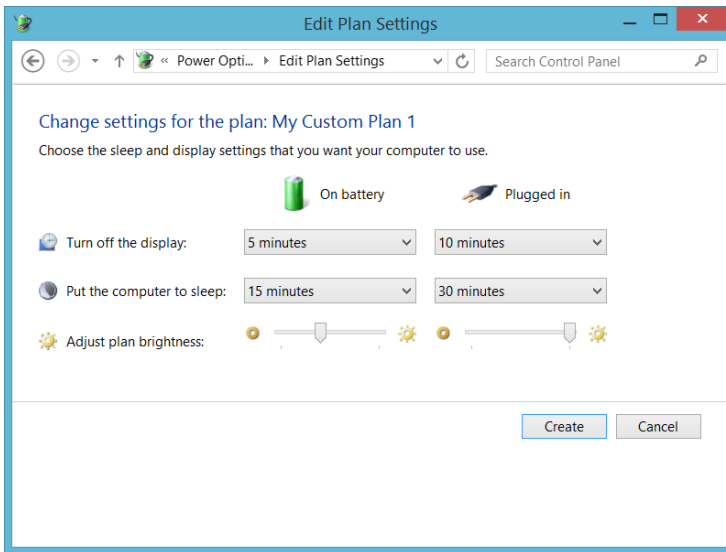 Edit Plan Settings
« Power Opti... Edit Plan Settings Search Control Panel
Change settings for the plan: My Custom Plan 1
Choose the sleep and display settings that you want your computer to use.
On battery Plugged in
Turn off the display: 5 minutes 10 minutes
Put the computer to sleep: 15 minutes 30 minutes
Adjust plan brightness:
Create Cancel